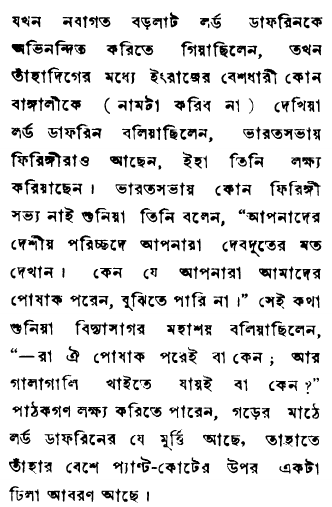 যখন নবাগত বড়লাট লর্ড ডাফরিনকে
অভিনন্দিত করিতে গিয়াছিলেন, তখন
তাঁহাদিগের মধ্যে ইংরাজের বেশধারী কোন
বাঙ্গালীকে ( নামটা করিব না ) দেখিয়া
লর্ড ডাফরিন বলিয়াছিলেন, ভারতসভায়
ফিরিঙ্গীরাও আছেন, ইহা তিনি লক্ষ্য
করিয়াছেন। ভারতসভায় কোন ফিরিঙ্গী
সভ্য নাই শুনিয়া তিনি বলেন, “আপনাদের
দেশীয় পরিচ্ছদে আপনারা দেবদূতের মত
দেখান। কেন যে আপনারা আমাদের
পোষাক পরেন, বুঝিতে পারি না।” সেই কথা
শুনিয়া বিদ্যাসাগর মহাশয় বলিয়াছিলেন,
“—রা ঐ পোষাক পরেই বা কেন ; আর
গালাগালি খাইতে যায়ই বা কেন?”
পাঠকগণ লক্ষ্য করিতে পারেন, গড়ের মাঠে
লর্ড ডাফরিনের যে মূর্ত্তি আছে, তাহাতে
তাঁহার বেশে প্যাণ্ট-কোটের উপর একটা
ঢিলা আবরণ আছে।